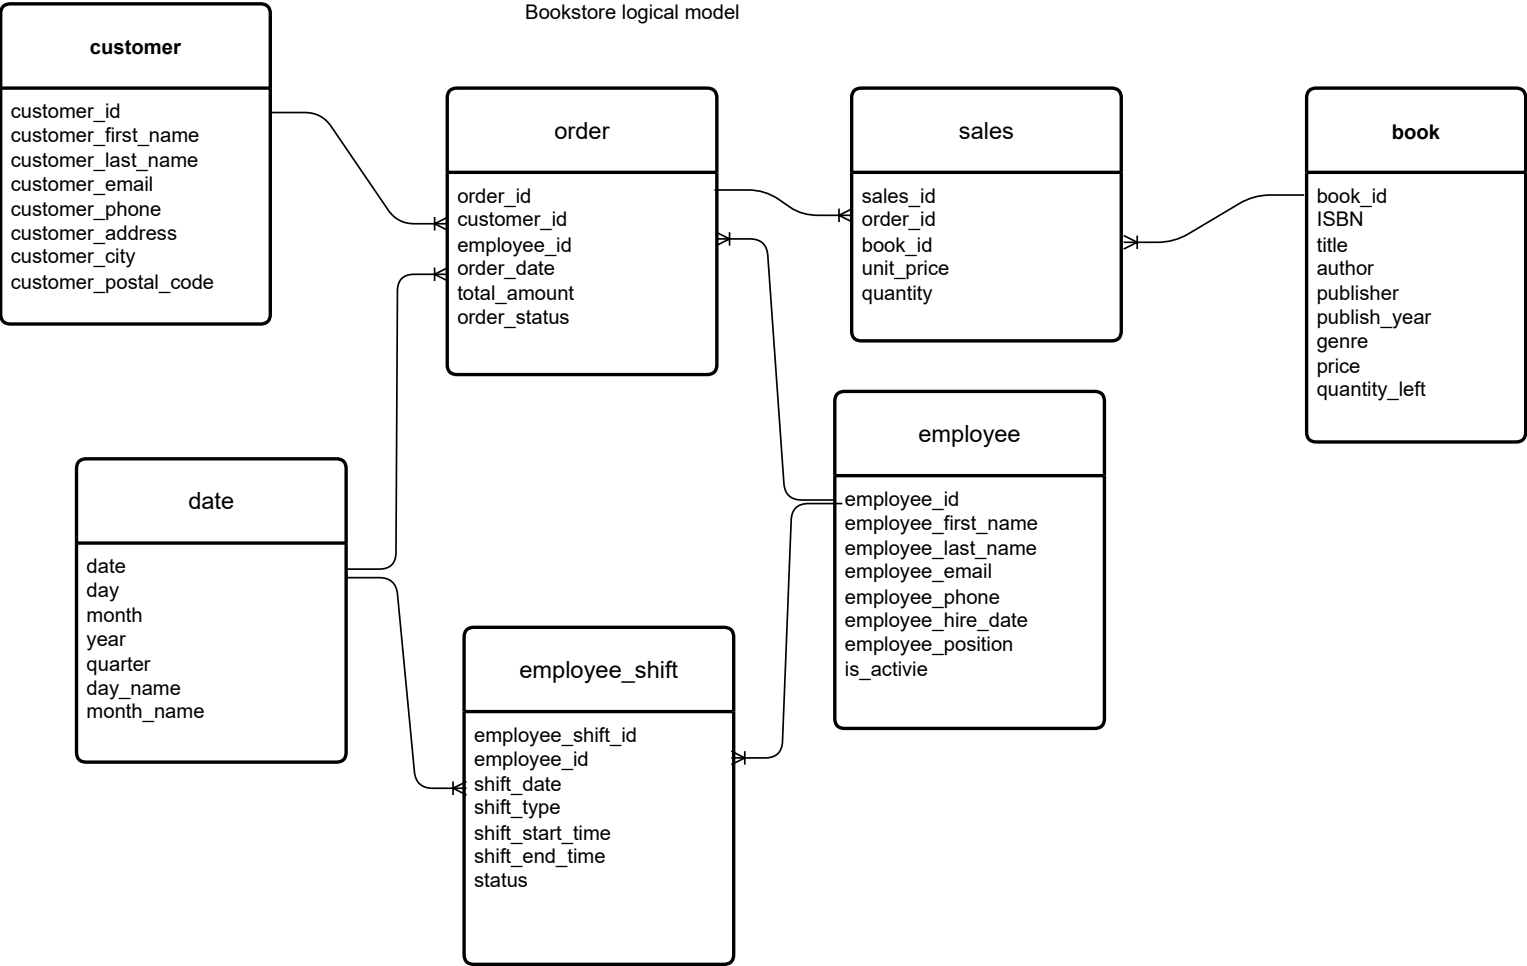 Bookstore logical model
customer
customer_id
customer_first_name
customer_last_name
customer_email
customer_phone
customer_address
customer_city
customer_postal_code
order
order_id
customer_id
employee_id
order_date
total_amount
order_status
sales
sales_id
order_id
book_id
unit_price
quantity
book
book_id
ISBN
title
author
publisher
publish_year
genre
price
quantity_left
date
date
day
month
year
quarter
day_name
month_name
employee_shift
employee_shift_id
employee_id
shift_date
shift_type
shift_start_time
shift_end_time
status
employee
employee_id
employee_first_name
employee_last_name
employee_email
employee_phone
employee_hire_date
employee_position
is_activie